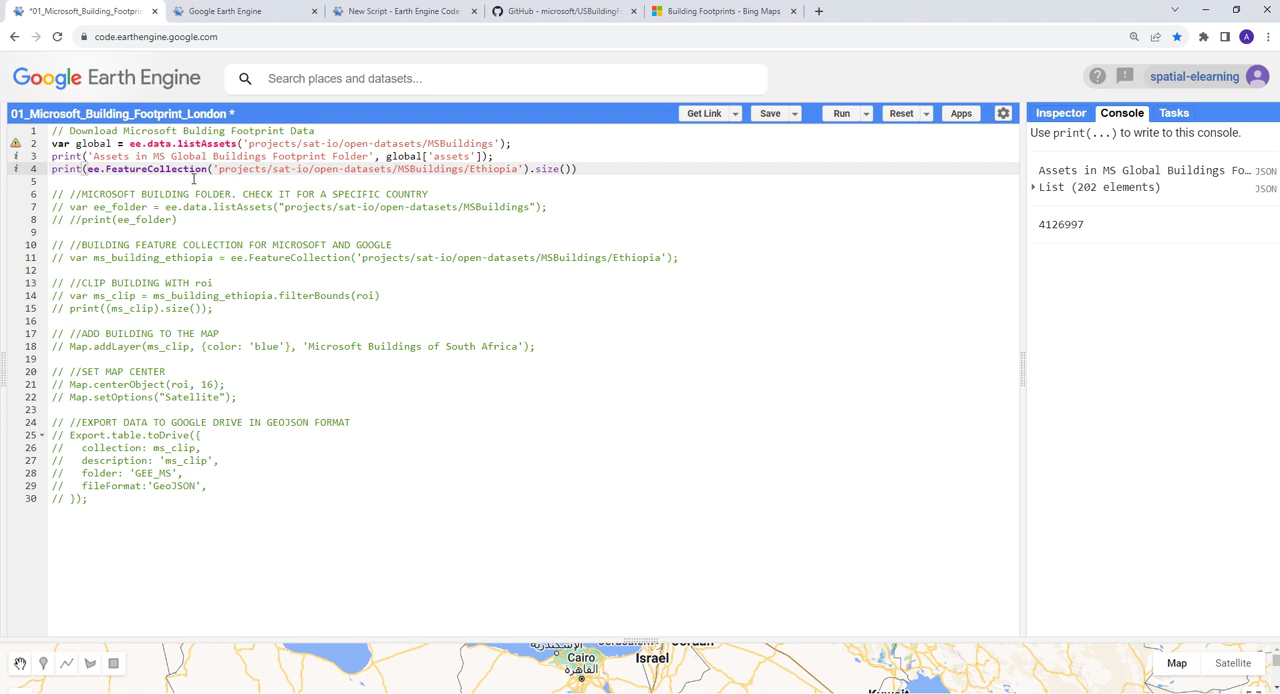 *01_Microsoft_Building_Footprin
Google Earth Engine
New Script - Earth Engine Code
GitHub - microsoft/USBuildingF
Building Footprints - Bing Maps
code.earthengine.google.com
Google Earth Engine
Search places and datasets...
spatial-elearning
01_Microsoft_Building_Footprint_London *
Get Link
Save
Run
Reset
Apps
Inspector
Console
Tasks
1 // Download Microsoft Bulding Footprint Data
2 var global = ee.data.listAssets('projects/sat-io/open-datasets/MSBuildings');
3 print('Assets in MS Global Buildings Footprint Folder', global['assets']);
4 print(ee.FeatureCollection('projects/sat-io/open-datasets/MSBuildings/Ethiopia').size())
5
6 // //MICROSOFT BUILDING FOLDER. CHECK IT FOR A SPECIFIC COUNTRY
7 // var ee_folder = ee.data.listAssets("projects/sat-io/open-datasets/MSBuildings");
8 // //print(ee_folder)
9
10 // //BUILDING FEATURE COLLECTION FOR MICROSOFT AND GOOGLE
11 // var ms_building_ethiopia = ee.FeatureCollection('projects/sat-io/open-datasets/MSBuildings/Ethiopia');
12
13 // //CLIP BUILDING WITH roi
14 // var ms_clip = ms_building_ethiopia.filterBounds(roi)
15 // print((ms_clip).size());
16
17 // //ADD BUILDING TO THE MAP
18 // Map.addLayer(ms_clip, {color: 'blue'}, 'Microsoft Buildings of South Africa');
19
20 // //SET MAP CENTER
21 // Map.centerObject(roi, 16);
22 // Map.setOptions("Satellite");
23
24 // //EXPORT DATA TO GOOGLE DRIVE IN GEOJSON FORMAT
25 // Export.table.toDrive({
26 //   collection: ms_clip,
27 //   description: 'ms_clip',
28 //   folder: 'GEE_MS',
29 //   fileFormat:'GeoJSON',
30 // });
Use print(...) to write to this console.
Assets in MS Global Buildings Fo... JSON
List (202 elements) JSON
4126997
Cairo
القاهرة
Israel
Map
Satellite